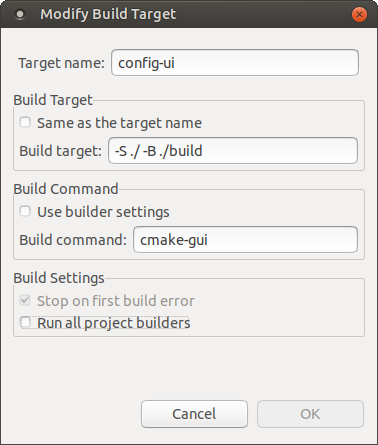 Modify Build Target
Target name: config-ui
Build Target
Same as the target name
Build target: -S ./ -B ./build
Build Command
Use builder settings
Build command: cmake-gui
Build Settings
Stop on first build error
Run all project builders
Cancel OK